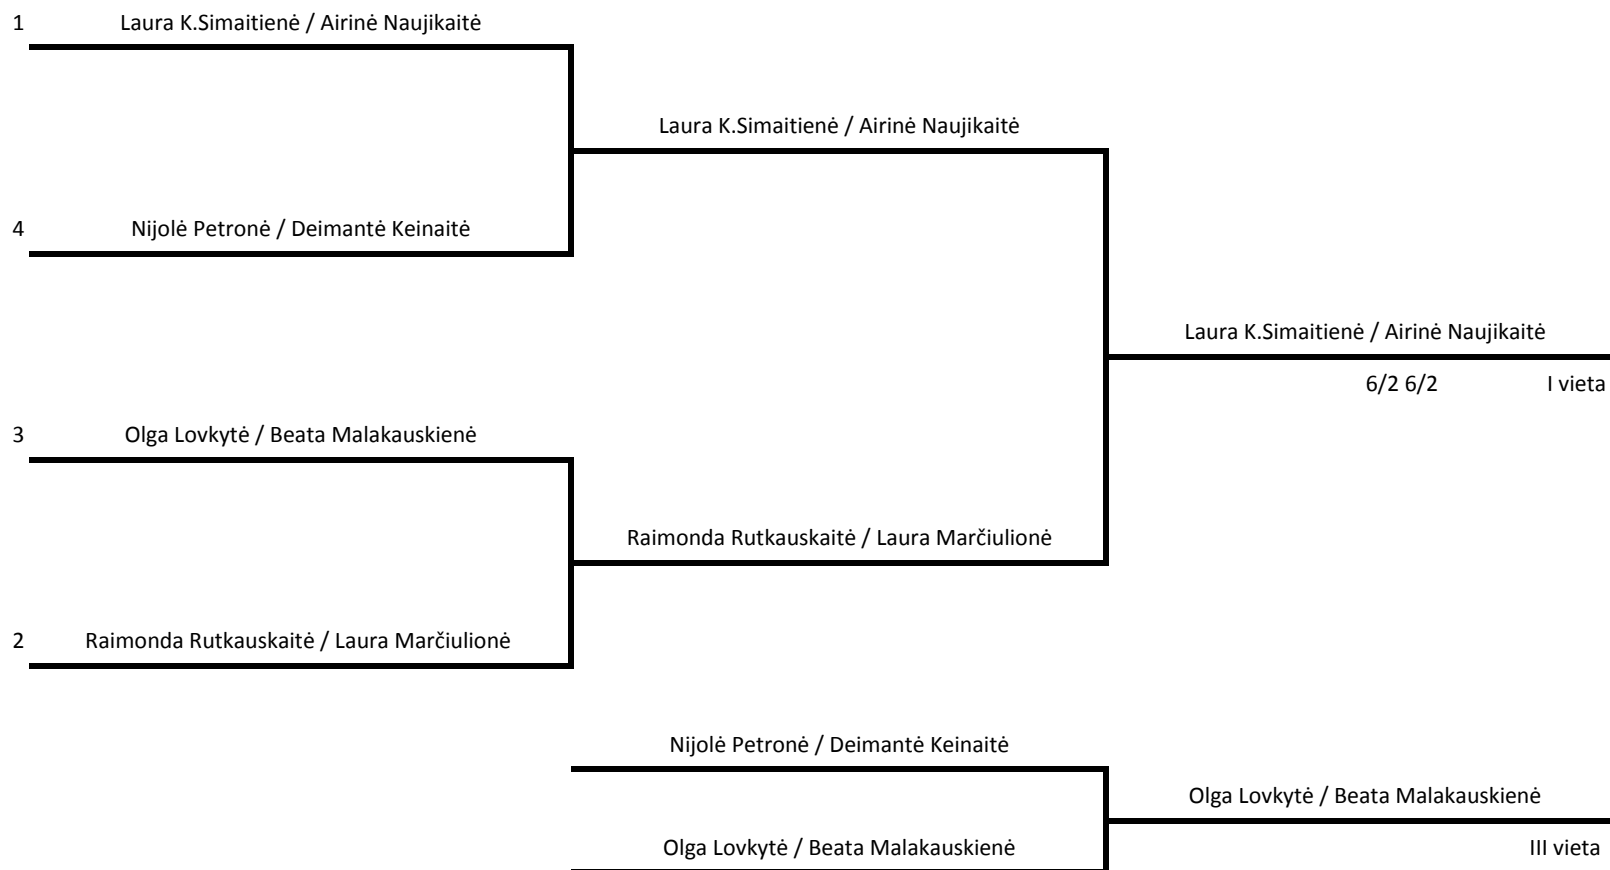 1 Laura K.Simaitienė / Airinė Naujikaitė
Laura K.Simaitienė / Airinė Naujikaitė
4 Nijolė Petronė / Deimantė Keinaitė
Laura K.Simaitienė / Airinė Naujikaitė
6/2 6/2 I vieta
3 Olga Lovkytė / Beata Malakauskienė
Raimonda Rutkauskaitė / Laura Marčiulionė
2 Raimonda Rutkauskaitė / Laura Marčiulionė
Nijolė Petronė / Deimantė Keinaitė
Olga Lovkytė / Beata Malakauskienė
Olga Lovkytė / Beata Malakauskienė III vieta